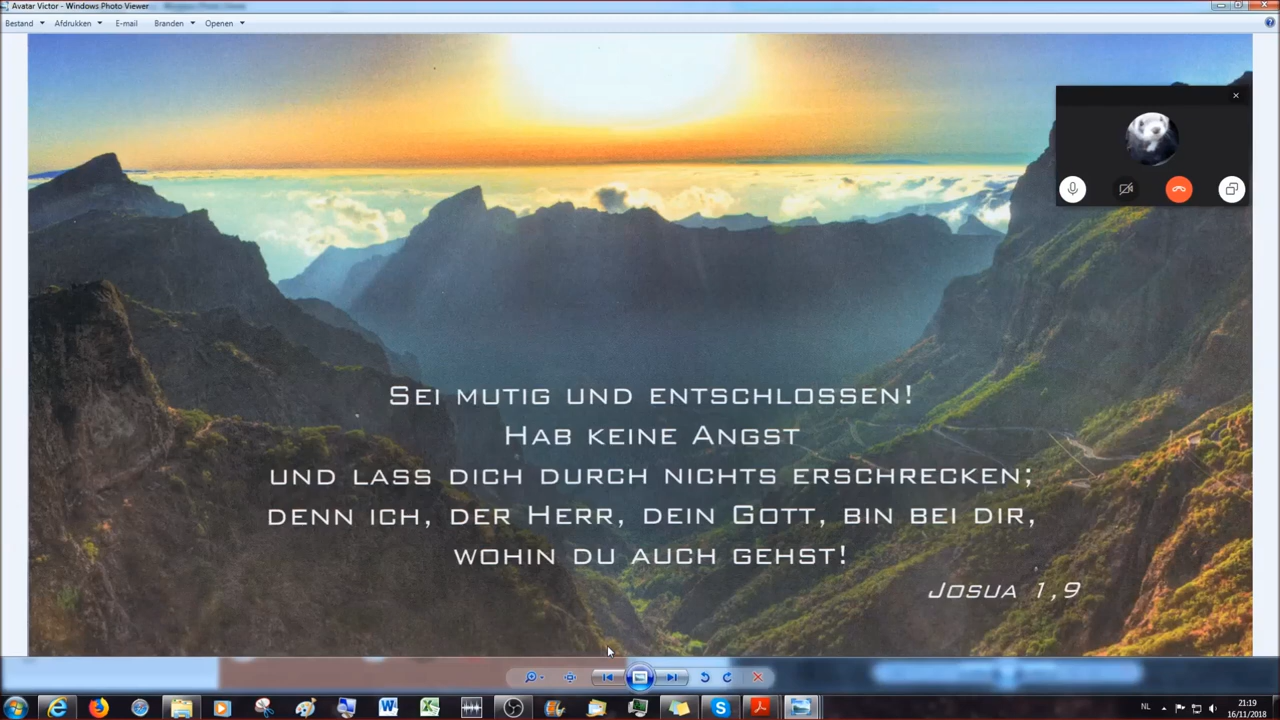 Avatar Victor - Windows Photo Viewer
Bestand Afdrukken E-mail Branden Openen
Sei mutig und entschlossen!
Hab keine Angst
und lass dich durch nichts erschrecken;
denn ich, der Herr, dein Gott, bin bei dir,
wohin du auch gehst!
Josua 1,9
NL 21:19
16/11/2018